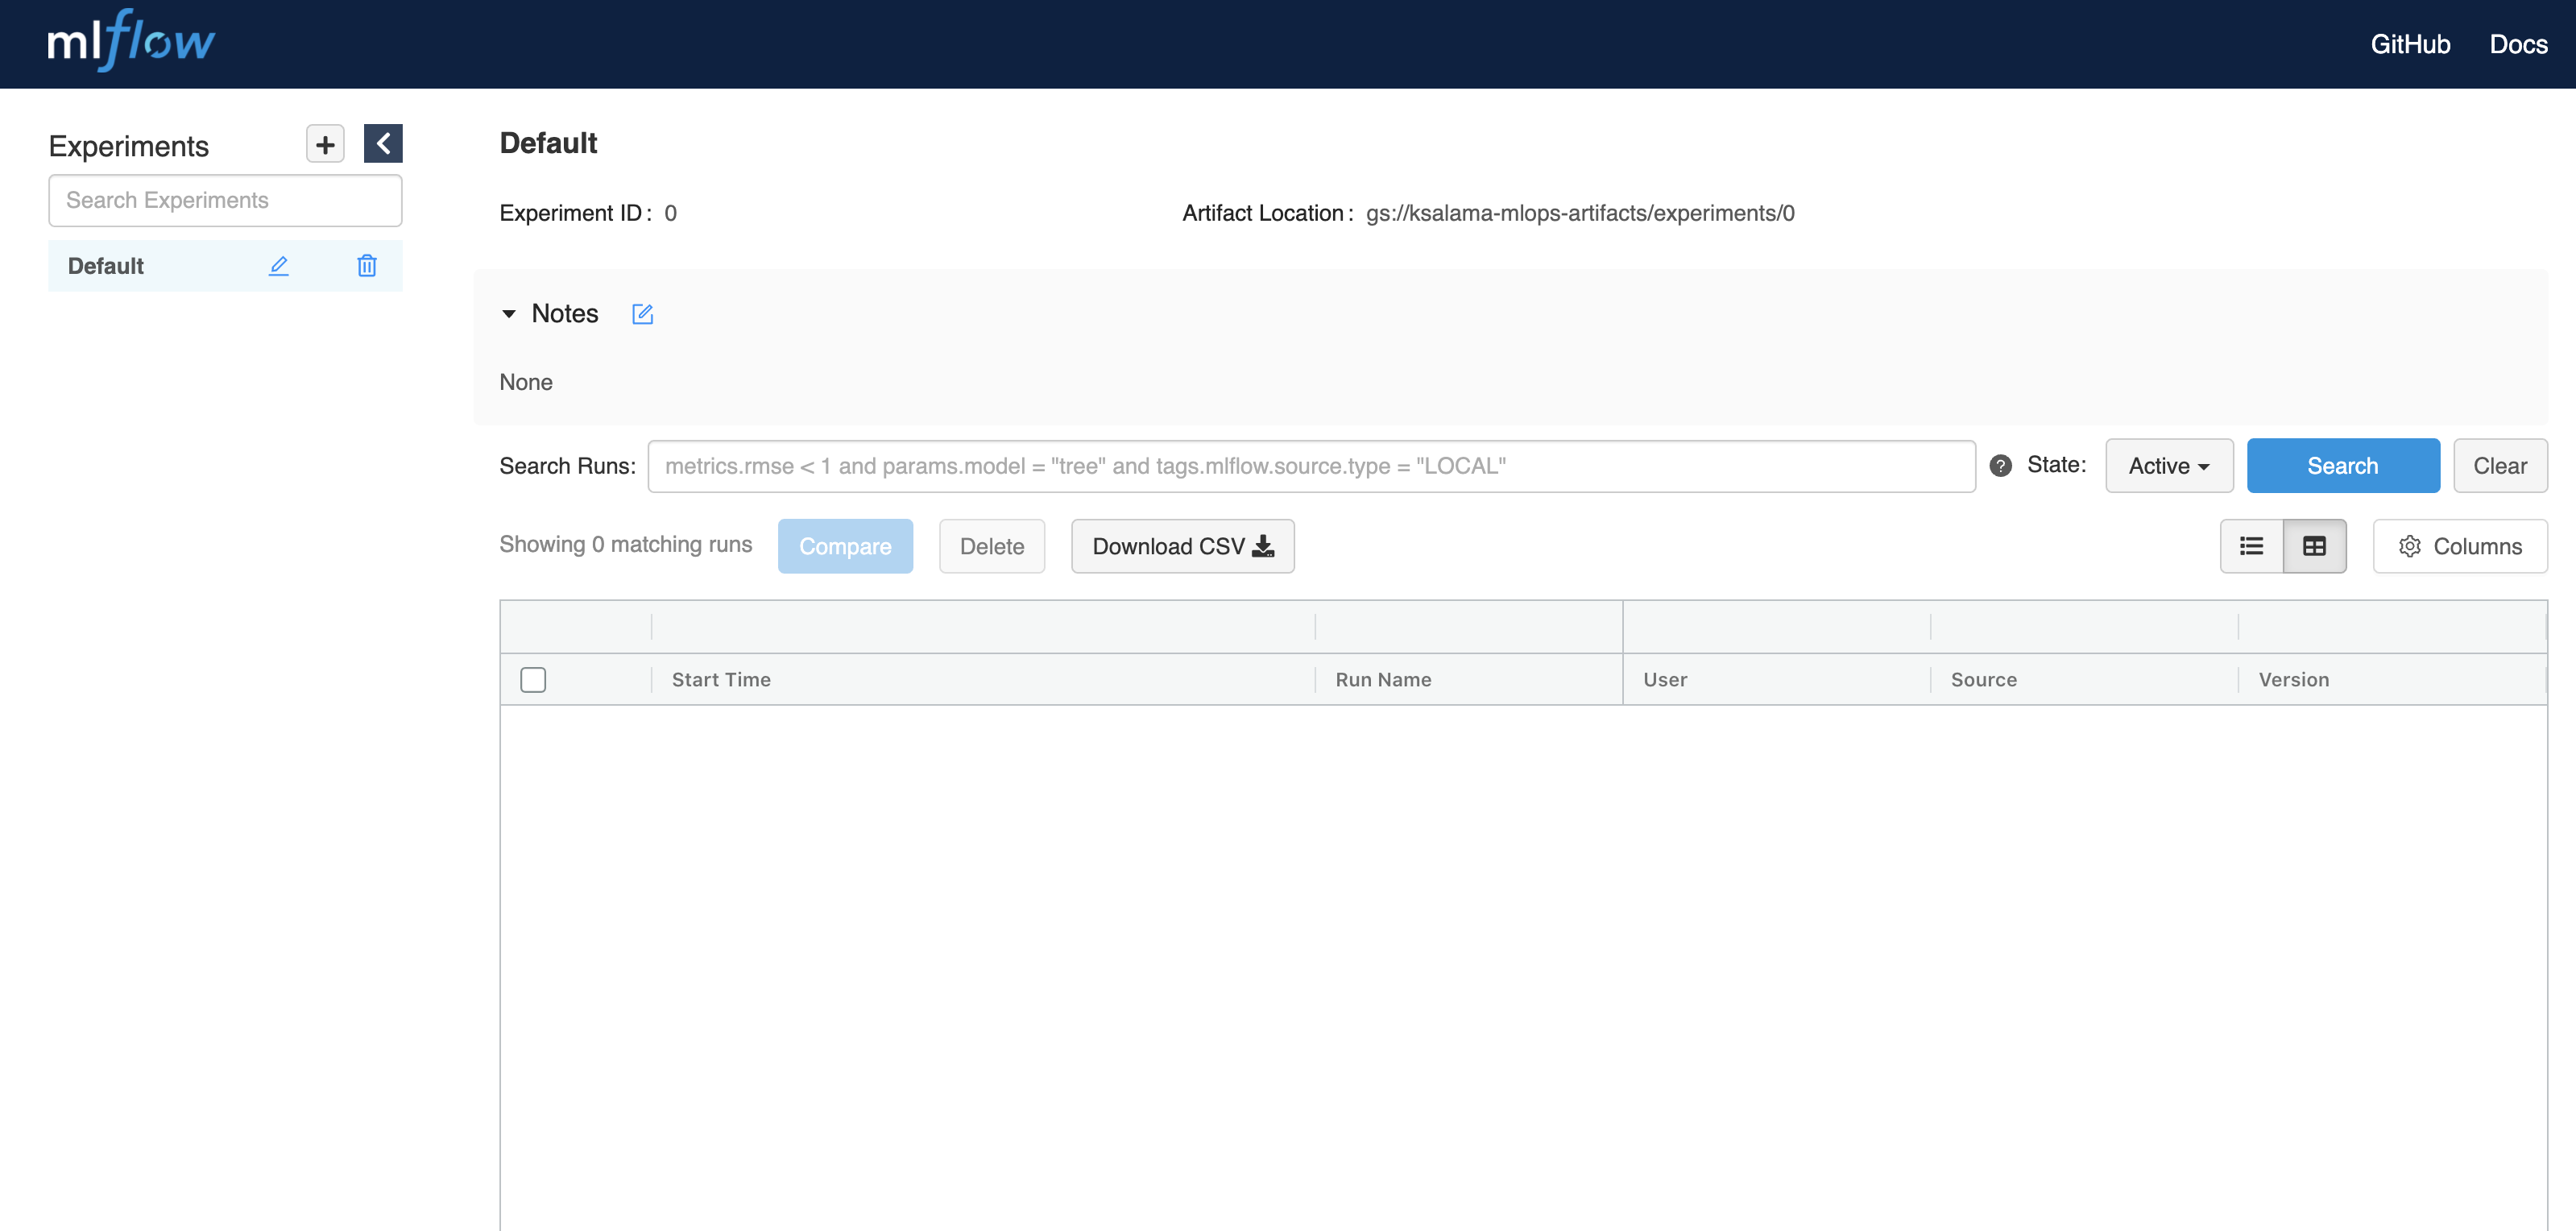 mlflow
GitHub Docs
Experiments
Search Experiments
Default
Default
Experiment ID: 0
Artifact Location: gs://ksalama-mlops-artifacts/experiments/0
Notes
None
Search Runs: metrics.rmse < 1 and params.model = "tree" and tags.mlflow.source.type = "LOCAL" ? State: Active Search Clear
Showing 0 matching runs Compare Delete Download CSV Columns
Start Time Run Name User Source Version